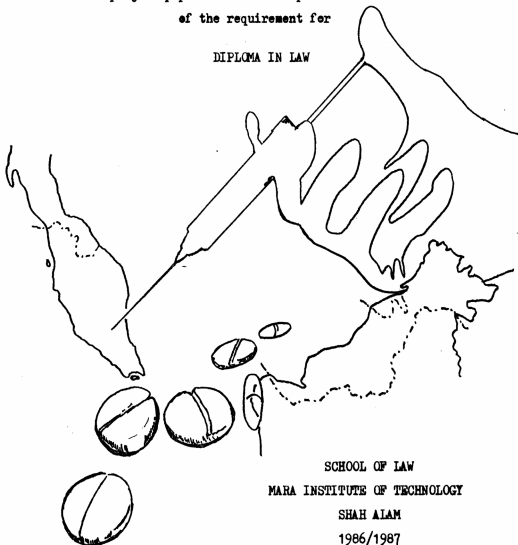 of the requirement for
DIPLOMA IN LAW
SCHOOL OF LAW
MARA INSTITUTE OF TECHNOLOGY
SHAH ALAM
1986/1987